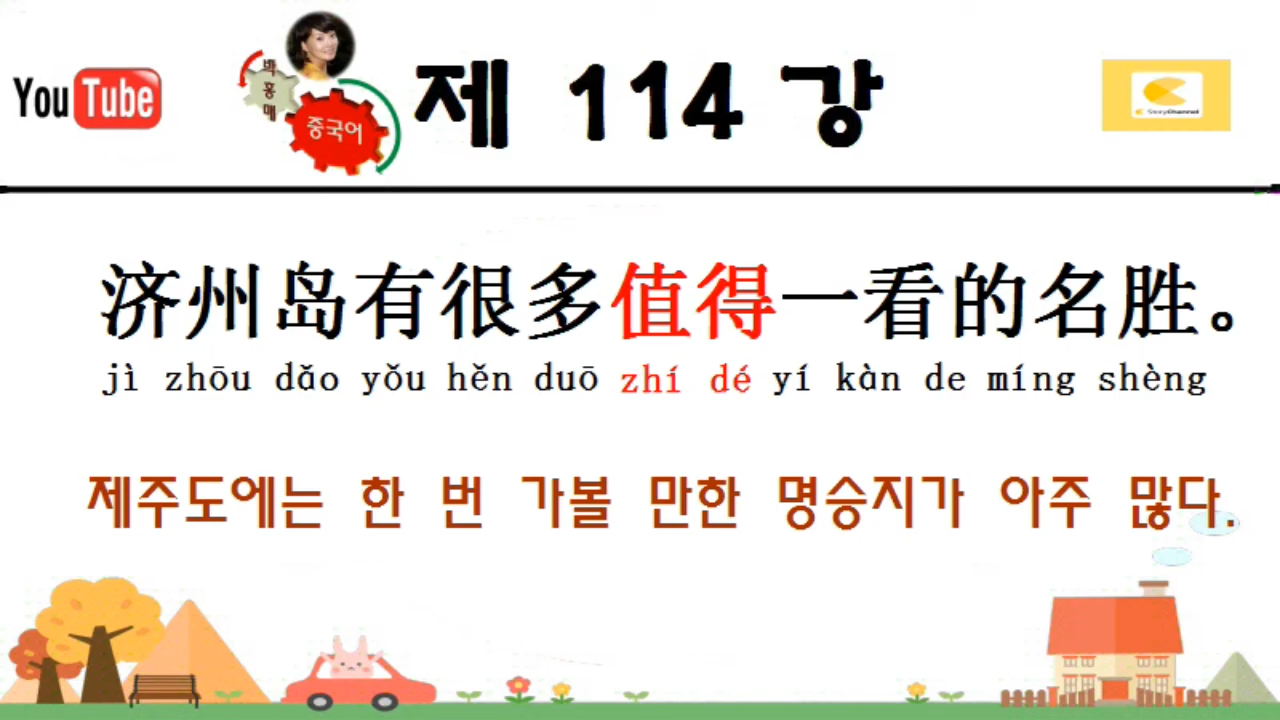 YouTube
박홍매
중국어
제 114 강
StoryChannel
济州岛有很多值得一看的名胜。
jì zhōu dǎo yǒu hěn duō zhí dé yí kàn de míng shèng
제주도에는 한 번 가볼 만한 명승지가 아주 많다.